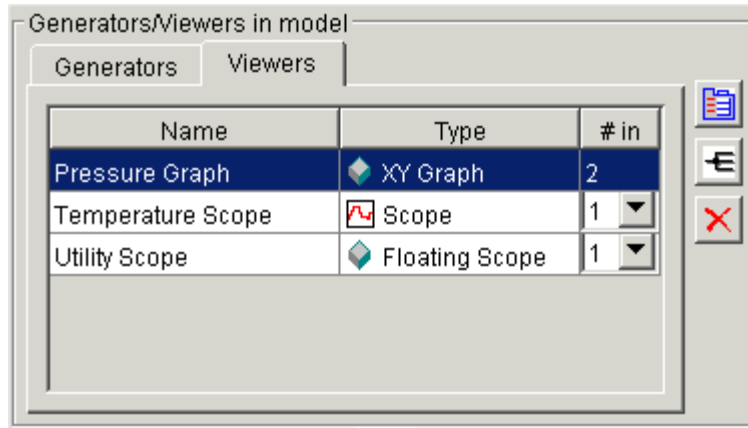 Generators/Viewers in model
Generators Viewers
Name Type # in
Pressure Graph XY Graph 2
Temperature Scope Scope 1
Utility Scope Floating Scope 1